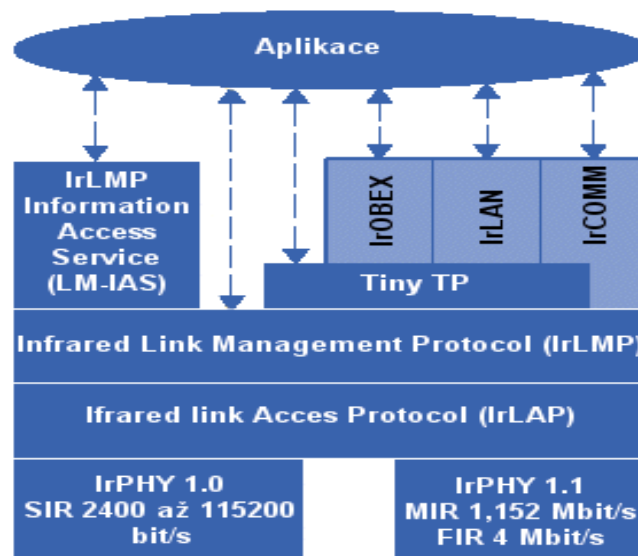 Aplikace
IrLMP
Information
Access
Service
(LM-IAS)
IrOBEX
IrLAN
IrCOMM
Tiny TP
Infrared Link Management Protocol (IrLMP)
Ifrared link Acces Protocol (IrLAP)
IrPHY 1.0
SIR 2400 až 115200
bit/s
IrPHY 1.1
MIR 1,152 Mbit/s
FIR 4 Mbit/s